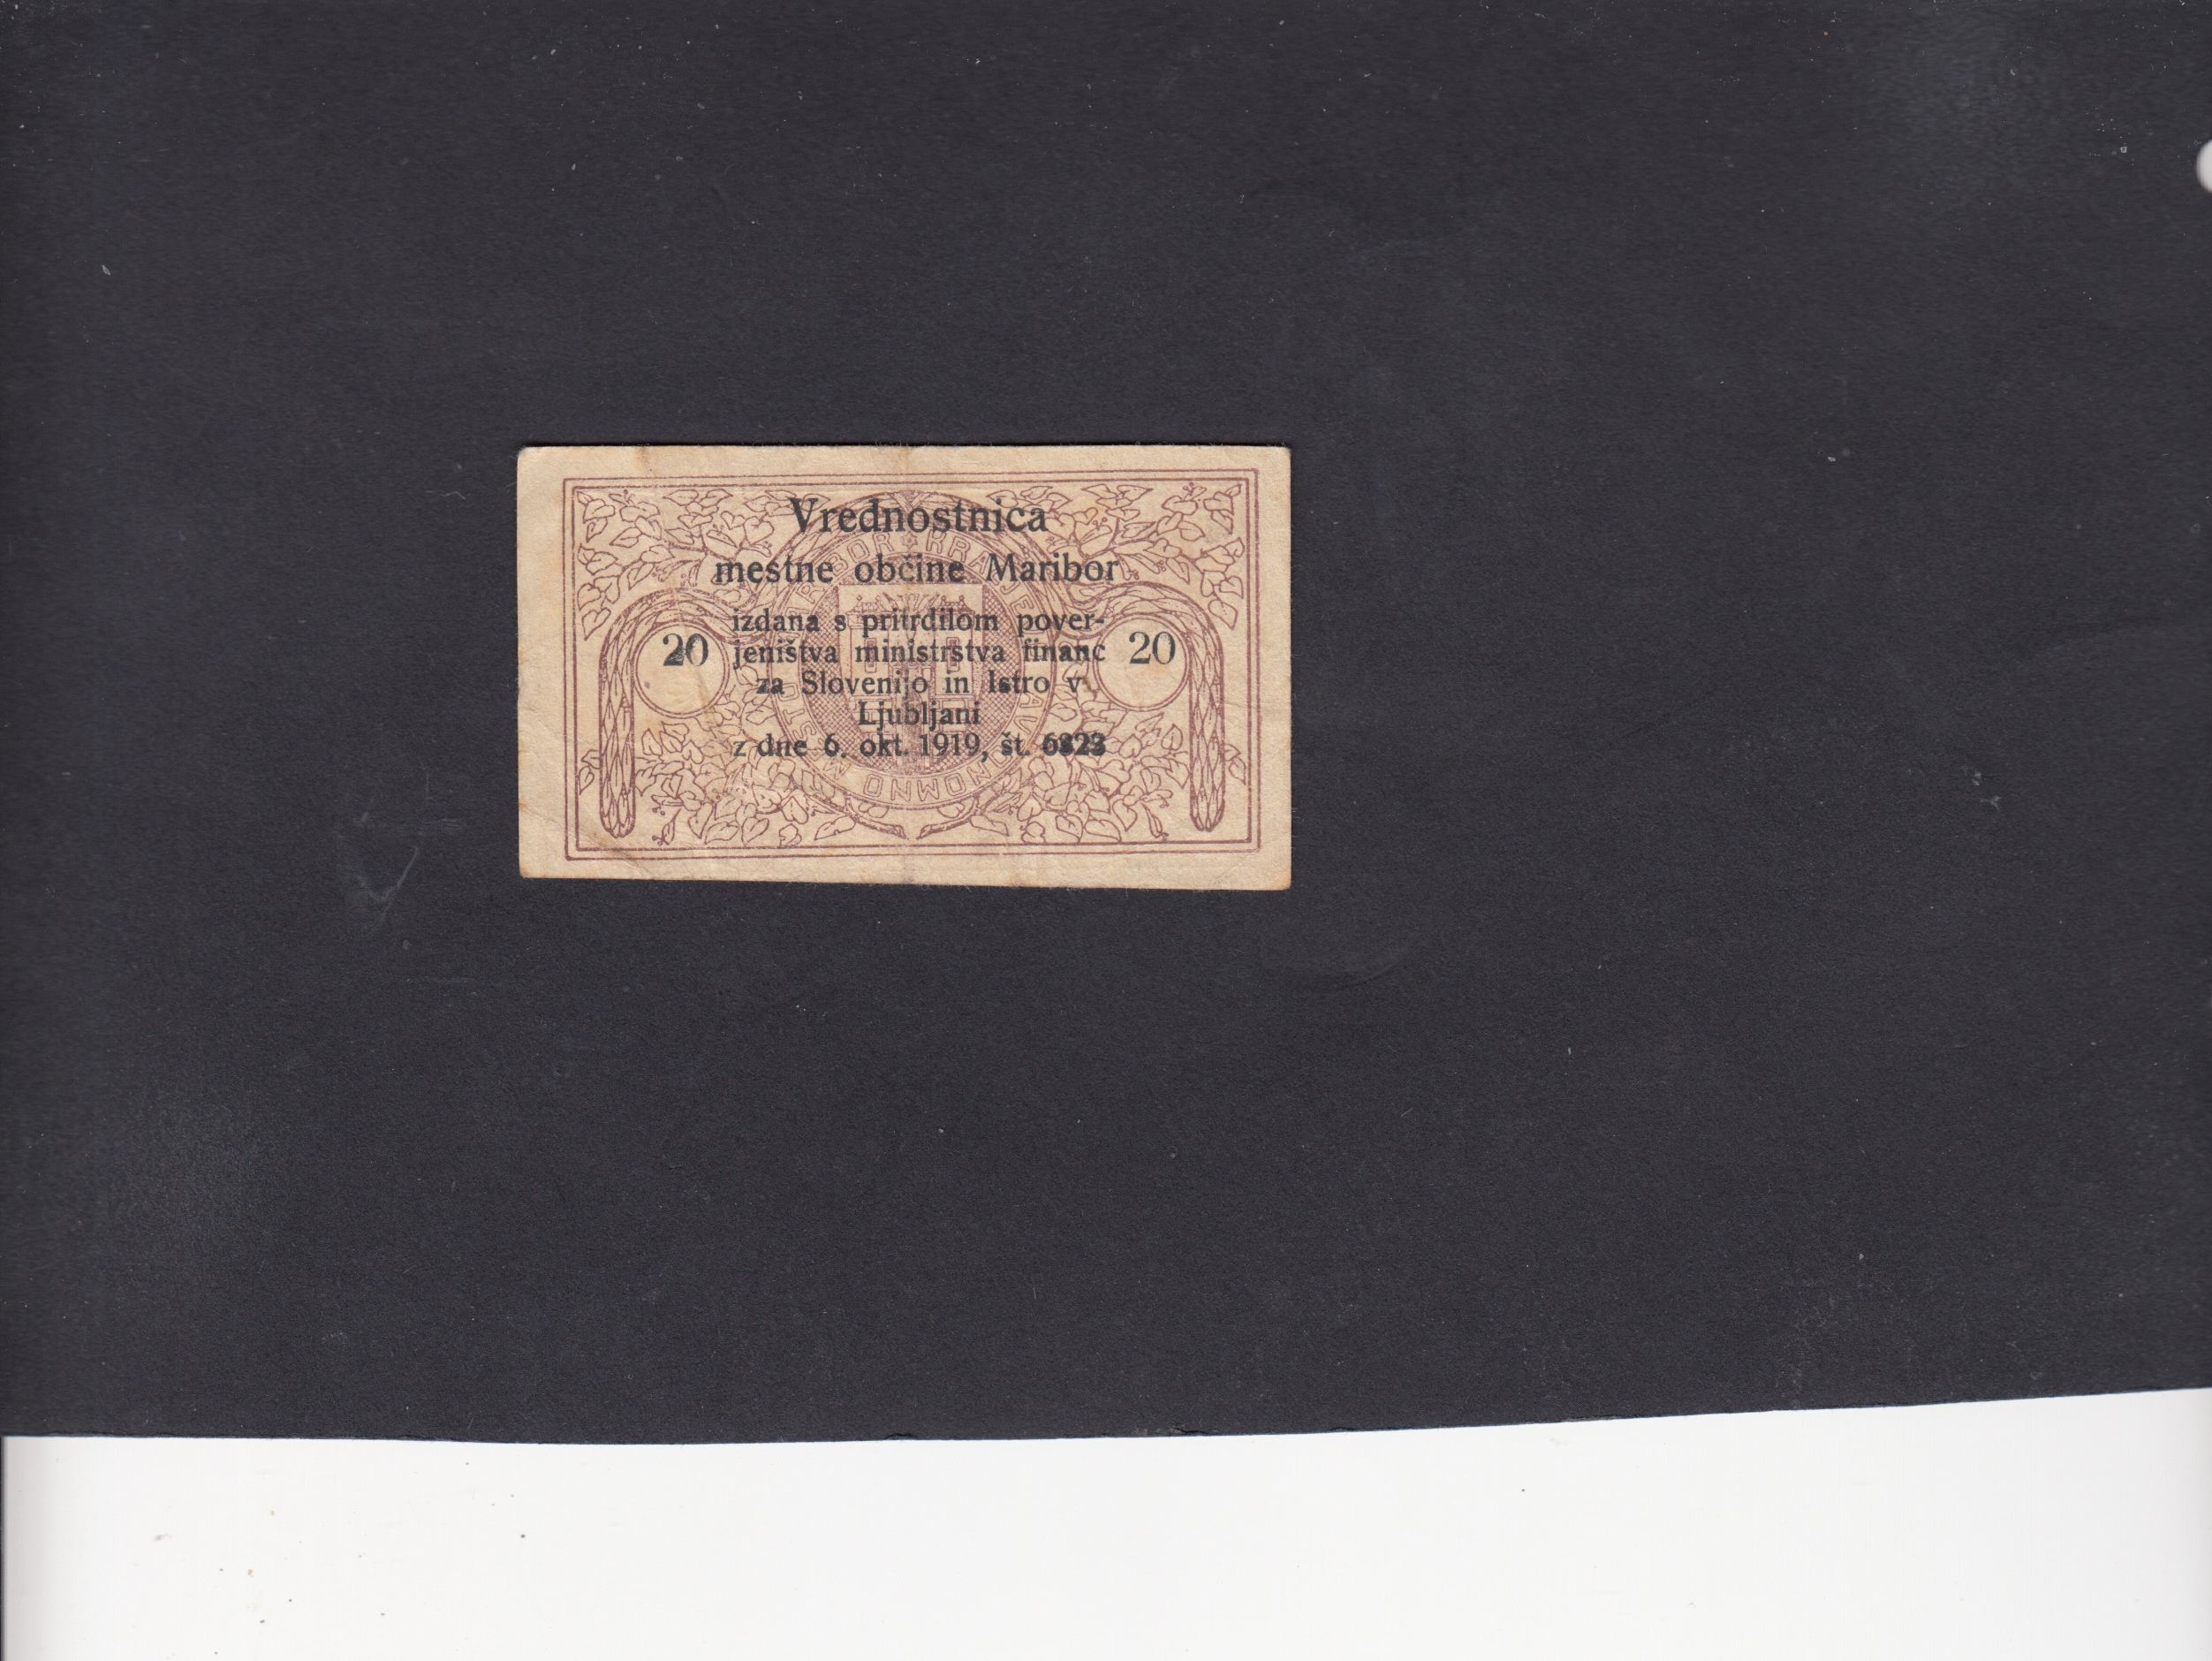 Vrednostnica
mestne občine Maribor
izdana s pritrdilom pover-
20 jeništva ministrstva financ 20
za Slovenijo in Istro v
Ljubljani
z dne 6. okt. 1919, št.